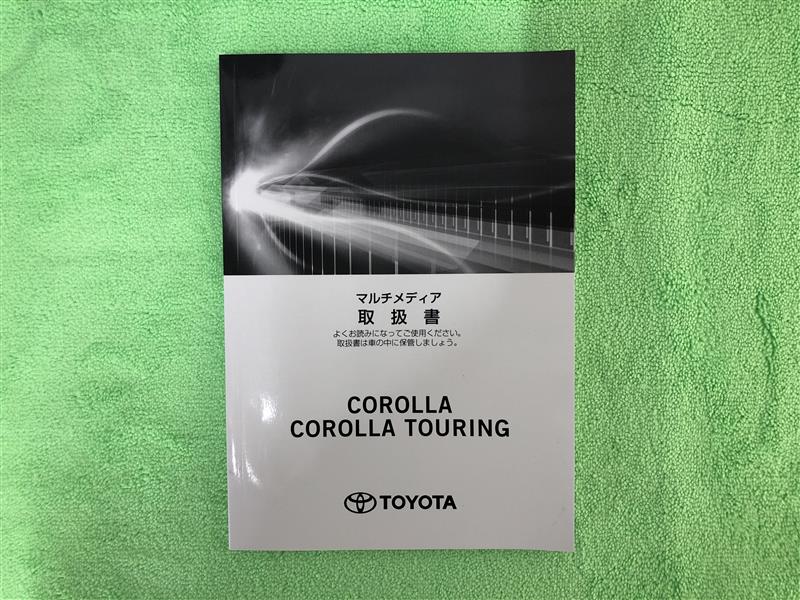 マルチメディア
取扱書
よくお読みになってご使用ください。
取扱書は車の中に保管しましょう。
COROLLA
COROLLA TOURING
TOYOTA